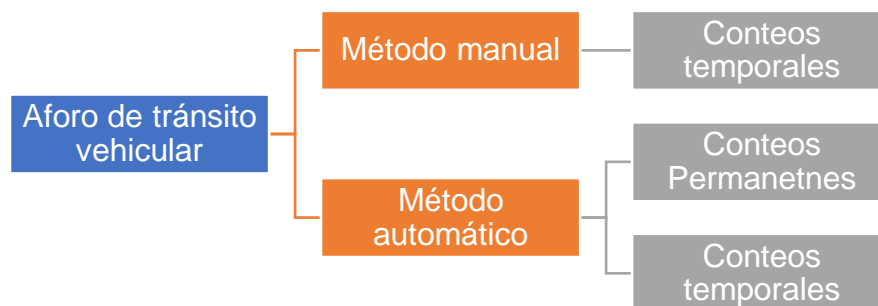 Aforo de tránsito
vehicular
Método manual
Conteos
temporales
Método
automático
Conteos
Permanetnes
Conteos
temporales